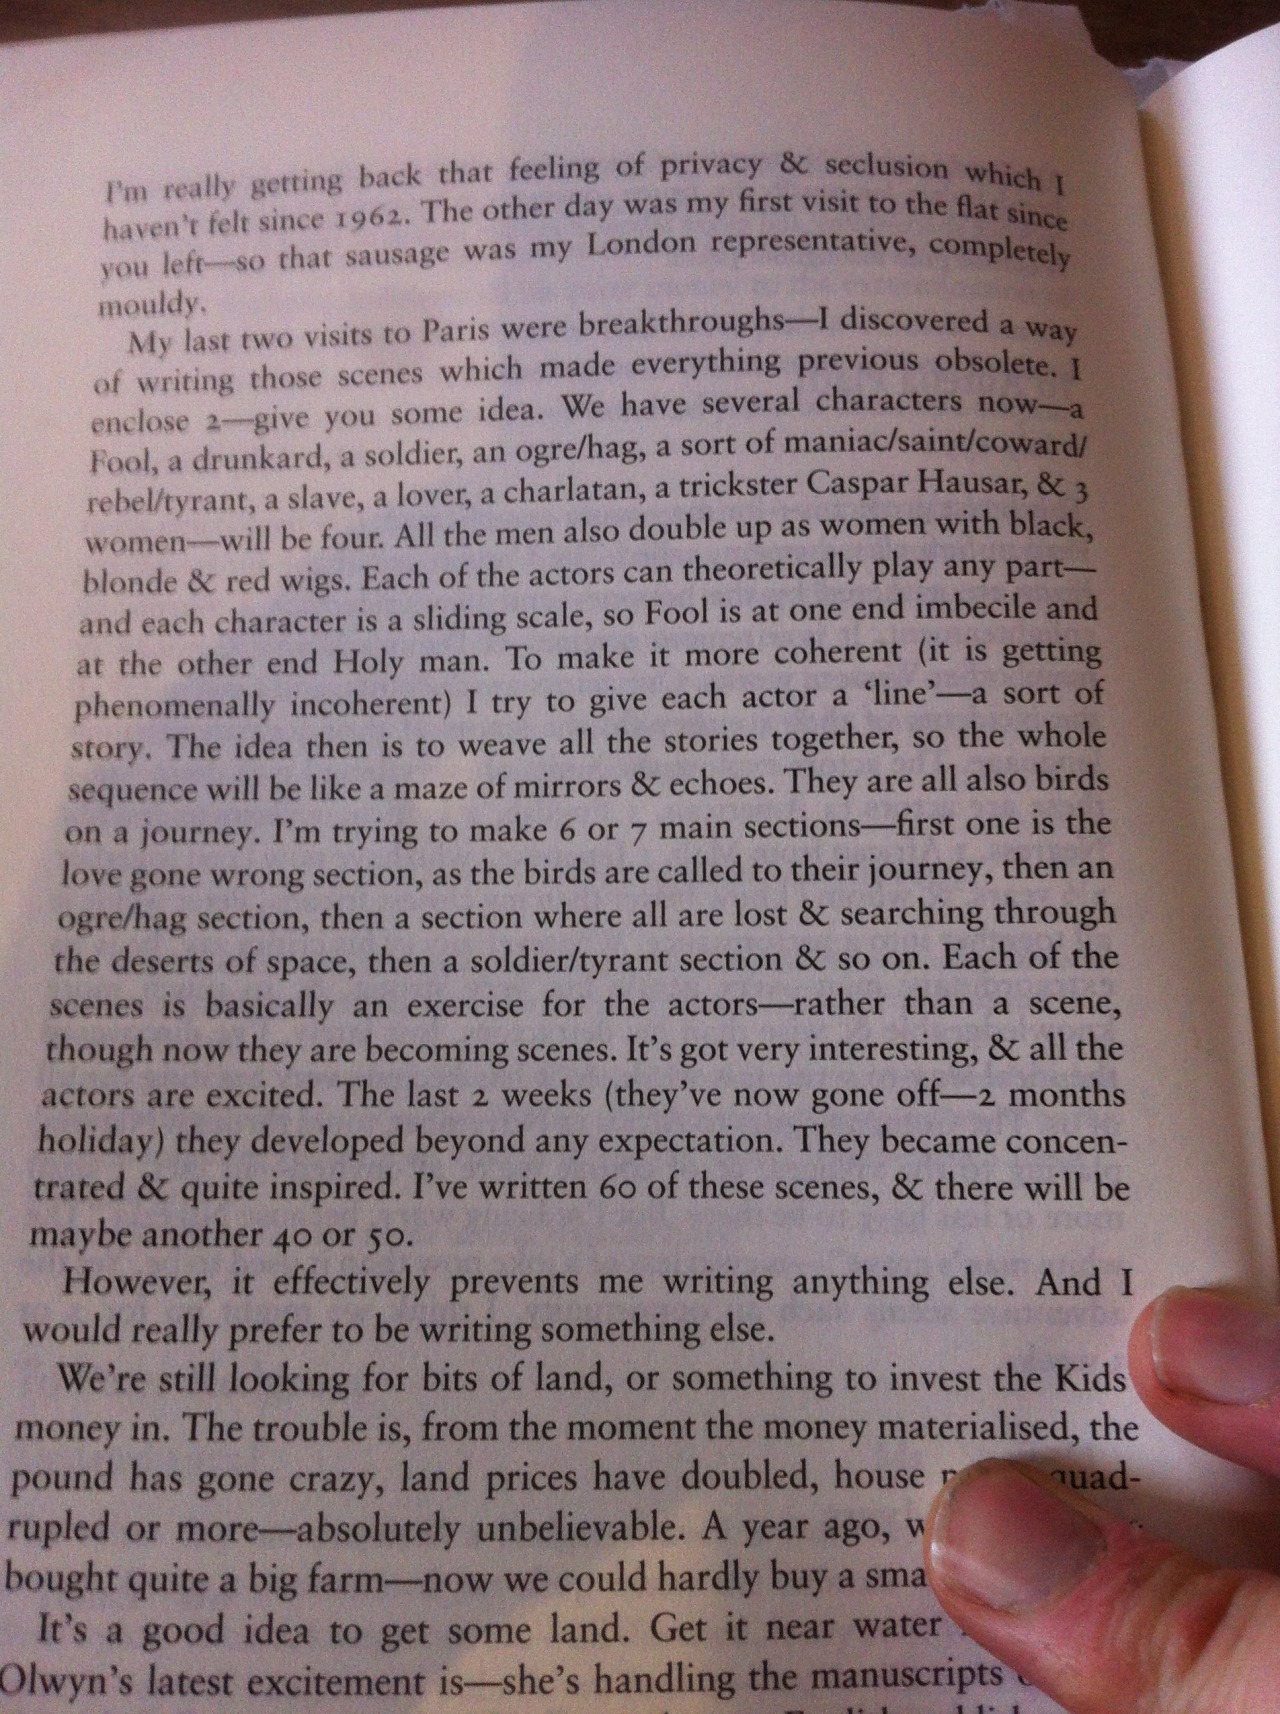 I'm really getting back that feeling of privacy & seclusion which I
haven't felt since 1962. The other day was my first visit to the flat since
you left—so that sausage was my London representative, completely
mouldy.
My last two visits to Paris were breakthroughs—I discovered a way
of writing those scenes which made everything previous obsolete. I
enclose 2—give you some idea. We have several characters now—a
Fool, a drunkard, a soldier, an ogre/hag, a sort of maniac/saint/coward/
rebel/tyrant, a slave, a lover, a charlatan, a trickster Caspar Hausar, & 3
women—will be four. All the men also double up as women with black,
blonde & red wigs. Each of the actors can theoretically play any part—
and each character is a sliding scale, so Fool is at one end imbecile and
at the other end Holy man. To make it more coherent (it is getting
phenomenally incoherent) I try to give each actor a ‘line’—a sort of
story. The idea then is to weave all the stories together, so the whole
sequence will be like a maze of mirrors & echoes. They are all also birds
on a journey. I'm trying to make 6 or 7 main sections—first one is the
love gone wrong section, as the birds are called to their journey, then an
ogre/hag section, then a section where all are lost & searching through
the deserts of space, then a soldier/tyrant section & so on. Each of the
scenes is basically an exercise for the actors—rather than a scene,
though now they are becoming scenes. It's got very interesting, & all the
actors are excited. The last 2 weeks (they've now gone off—2 months
holiday) they developed beyond any expectation. They became concen-
trated & quite inspired. I've written 60 of these scenes, & there will be
maybe another 40 or 50.
However, it effectively prevents me writing anything else. And I
would really prefer to be writing something else.
We're still looking for bits of land, or something to invest the Kids
money in. The trouble is, from the moment the money materialised, the
pound has gone crazy, land prices have doubled, house quad-
rupled or more—absolutely unbelievable. A year ago,
bought quite a big farm—now we could hardly buy a
It's a good idea to get some land. Get it near water
Olwyn's latest excitement is—she's handling the manuscripts